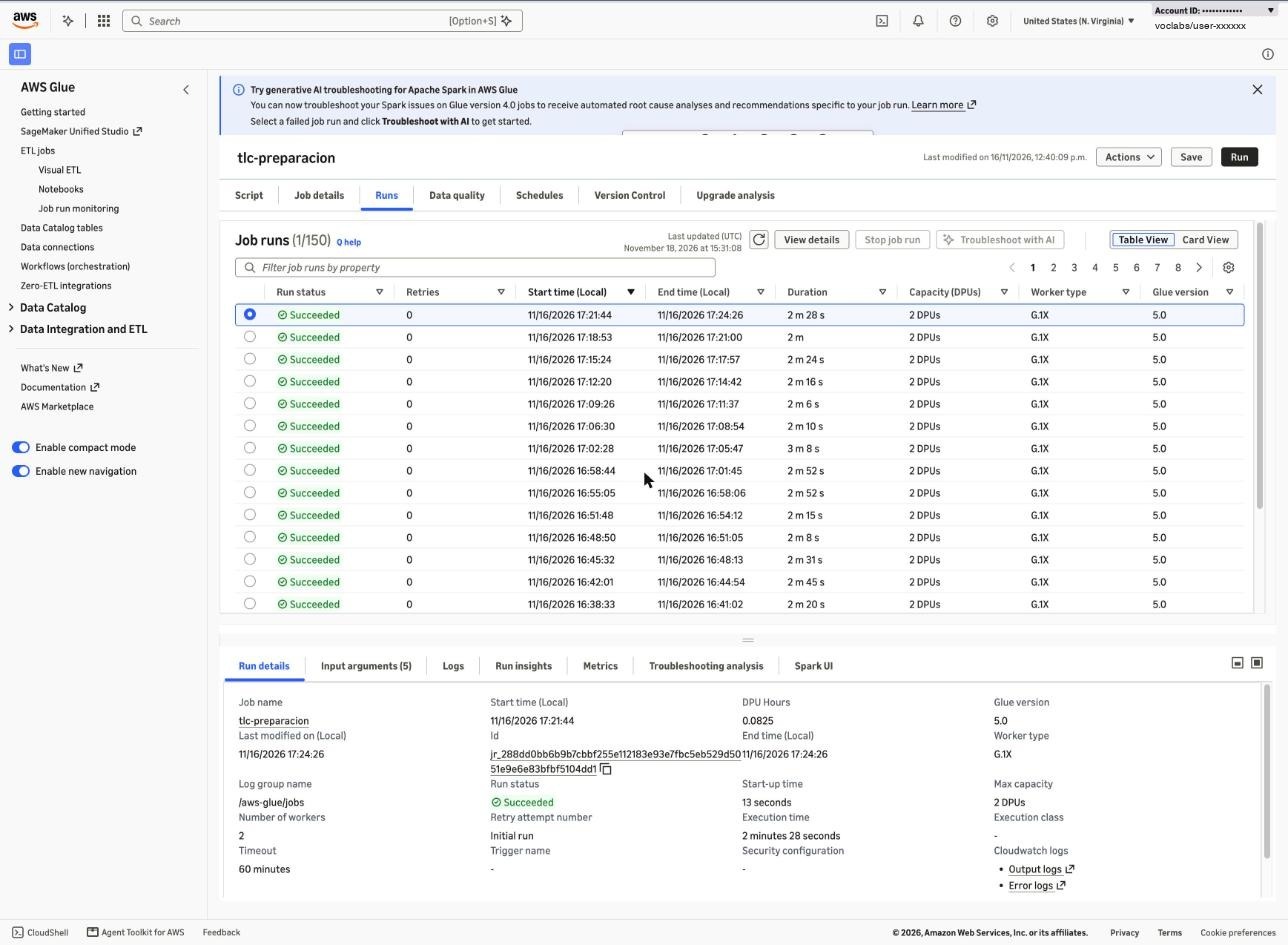 aws
Search
[Option+S]
United States (N. Virginia)
Account ID: ••••••••••••
voclabs/user-xxxxxx
AWS Glue
Getting started
SageMaker Unified Studio
ETL jobs
Visual ETL
Notebooks
Job run monitoring
Data Catalog tables
Data connections
Workflows (orchestration)
Zero-ETL integrations
Data Catalog
Data Integration and ETL
What's New
Documentation
AWS Marketplace
Enable compact mode
Enable new navigation
Try generative AI troubleshooting for Apache Spark in AWS Glue
You can now troubleshoot your Spark issues on Glue version 4.0 jobs to receive automated root cause analyses and recommendations specific to your job run. Learn more
Select a failed job run and click Troubleshoot with AI to get started.
tlc-preparacion
Last modified on 16/11/2026, 12:40:09 p.m.
Actions
Save
Run
Script Job details Runs Data quality Schedules Version Control Upgrade analysis
Job runs (1/150) Q help
Last updated (UTC)
November 18, 2026 at 15:31:08
View details
Stop job run
Troubleshoot with AI
Table View Card View
Filter job runs by property
1 2 3 4 5 6 7 8
Run status Retries Start time (Local) End time (Local) Duration Capacity (DPUs) Worker type Glue version
Succeeded 0 11/16/2026 17:21:44 11/16/2026 17:24:26 2 m 28 s 2 DPUs G.1X 5.0
Succeeded 0 11/16/2026 17:18:53 11/16/2026 17:21:00 2 m 2 DPUs G.1X 5.0
Succeeded 0 11/16/2026 17:15:24 11/16/2026 17:17:57 2 m 24 s 2 DPUs G.1X 5.0
Succeeded 0 11/16/2026 17:12:20 11/16/2026 17:14:42 2 m 16 s 2 DPUs G.1X 5.0
Succeeded 0 11/16/2026 17:09:26 11/16/2026 17:11:37 2 m 6 s 2 DPUs G.1X 5.0
Succeeded 0 11/16/2026 17:06:30 11/16/2026 17:08:54 2 m 10 s 2 DPUs G.1X 5.0
Succeeded 0 11/16/2026 17:02:28 11/16/2026 17:05:47 3 m 8 s 2 DPUs G.1X 5.0
Succeeded 0 11/16/2026 16:58:44 11/16/2026 17:01:45 2 m 52 s 2 DPUs G.1X 5.0
Succeeded 0 11/16/2026 16:55:05 11/16/2026 16:58:06 2 m 52 s 2 DPUs G.1X 5.0
Succeeded 0 11/16/2026 16:51:48 11/16/2026 16:54:12 2 m 15 s 2 DPUs G.1X 5.0
Succeeded 0 11/16/2026 16:48:50 11/16/2026 16:51:05 2 m 8 s 2 DPUs G.1X 5.0
Succeeded 0 11/16/2026 16:45:32 11/16/2026 16:48:13 2 m 31 s 2 DPUs G.1X 5.0
Succeeded 0 11/16/2026 16:42:01 11/16/2026 16:44:54 2 m 45 s 2 DPUs G.1X 5.0
Succeeded 0 11/16/2026 16:38:33 11/16/2026 16:41:02 2 m 20 s 2 DPUs G.1X 5.0
Run details Input arguments (5) Logs Run insights Metrics Troubleshooting analysis Spark UI
Job name Start time (Local) DPU Hours Glue version
tlc-preparacion 11/16/2026 17:21:44 0.0825 5.0
Last modified on (Local) Id End time (Local) Worker type
11/16/2026 17:24:26 jr_288dd0bb6b9b7cbbf255e112183e93e7fbc5eb529d50 11/16/2026 17:24:26 G.1X
51e9e6e83bfbf5104dd1
Log group name Run status Start-up time Max capacity
/aws-glue/jobs Succeeded 13 seconds 2 DPUs
Number of workers Retry attempt number Execution time Execution class
2 Initial run 2 minutes 28 seconds -
Timeout Trigger name Security configuration Cloudwatch logs
60 minutes - - • Output logs
• Error logs
CloudShell Agent Toolkit for AWS Feedback © 2026, Amazon Web Services, Inc. or its affiliates. Privacy Terms Cookie preferences